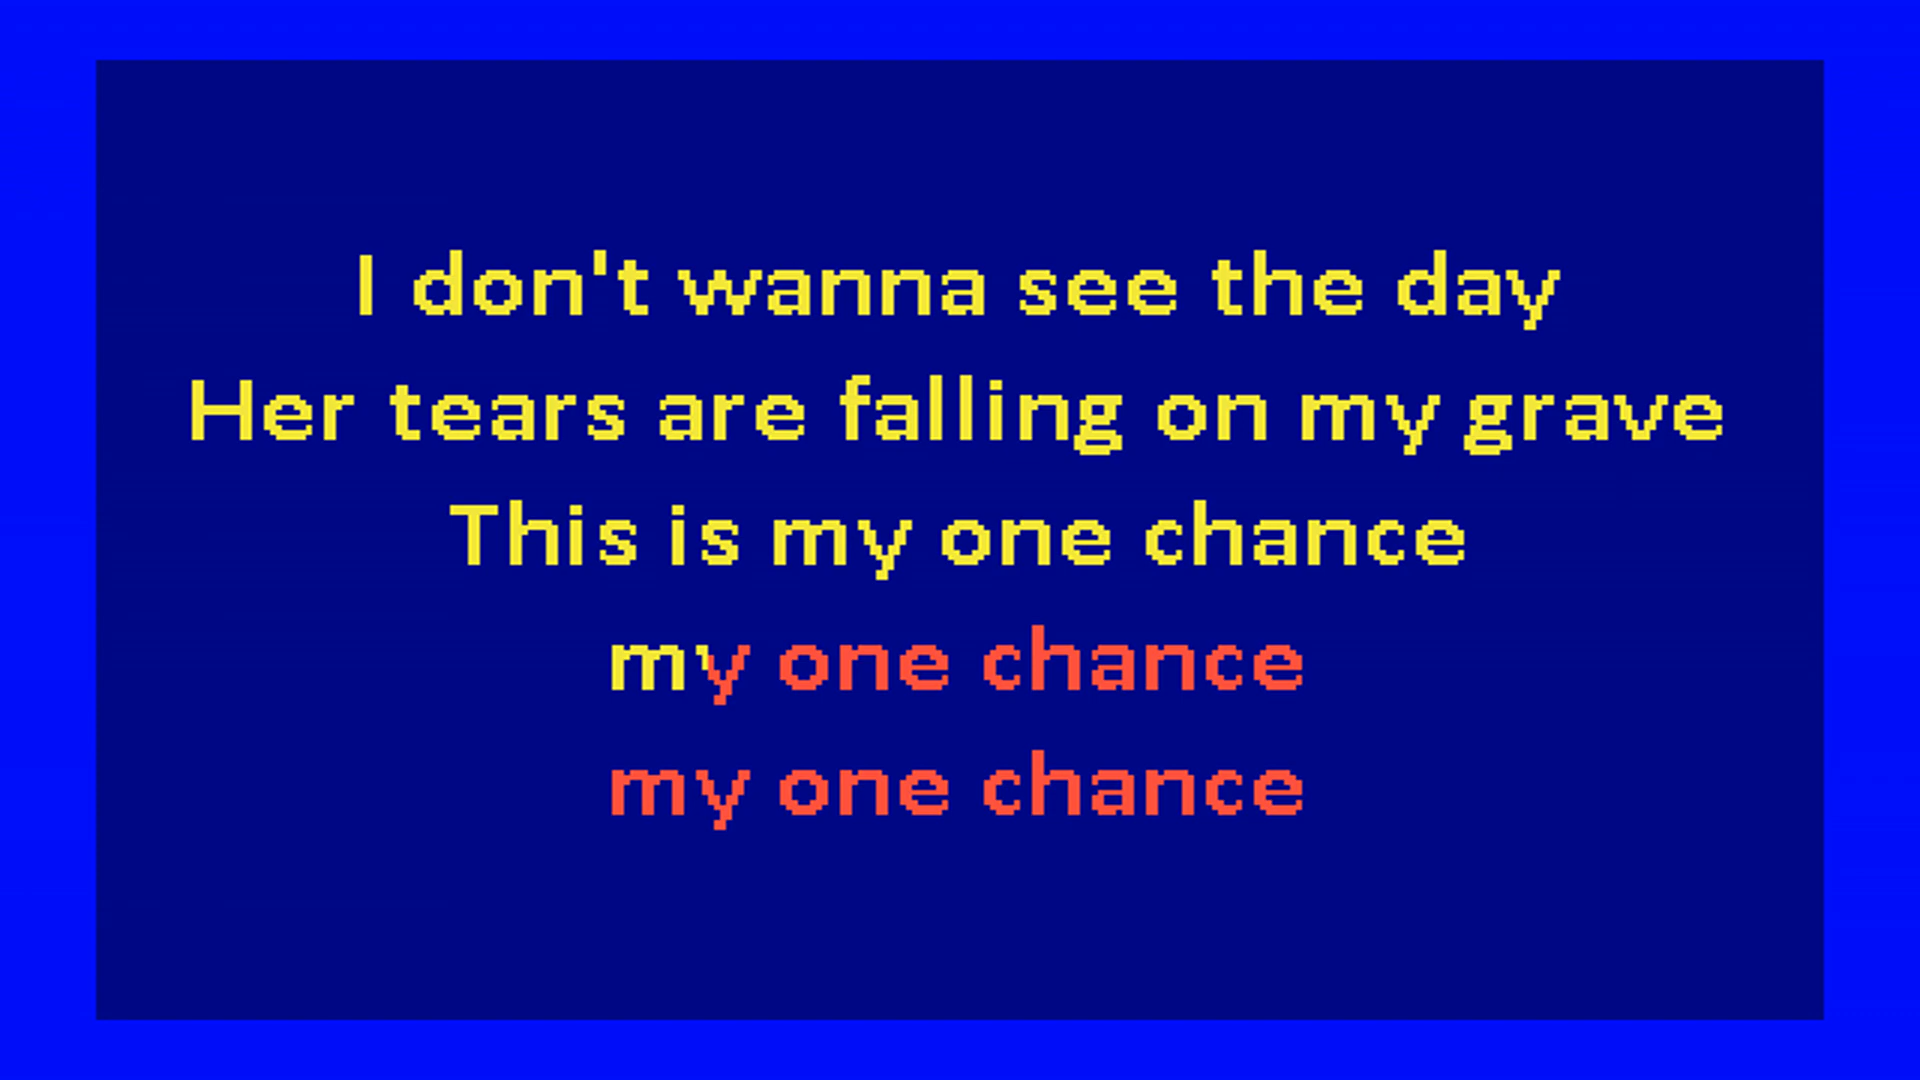 I don't wanna see the day
Her tears are falling on my grave
This is my one chance
my one chance
my one chance